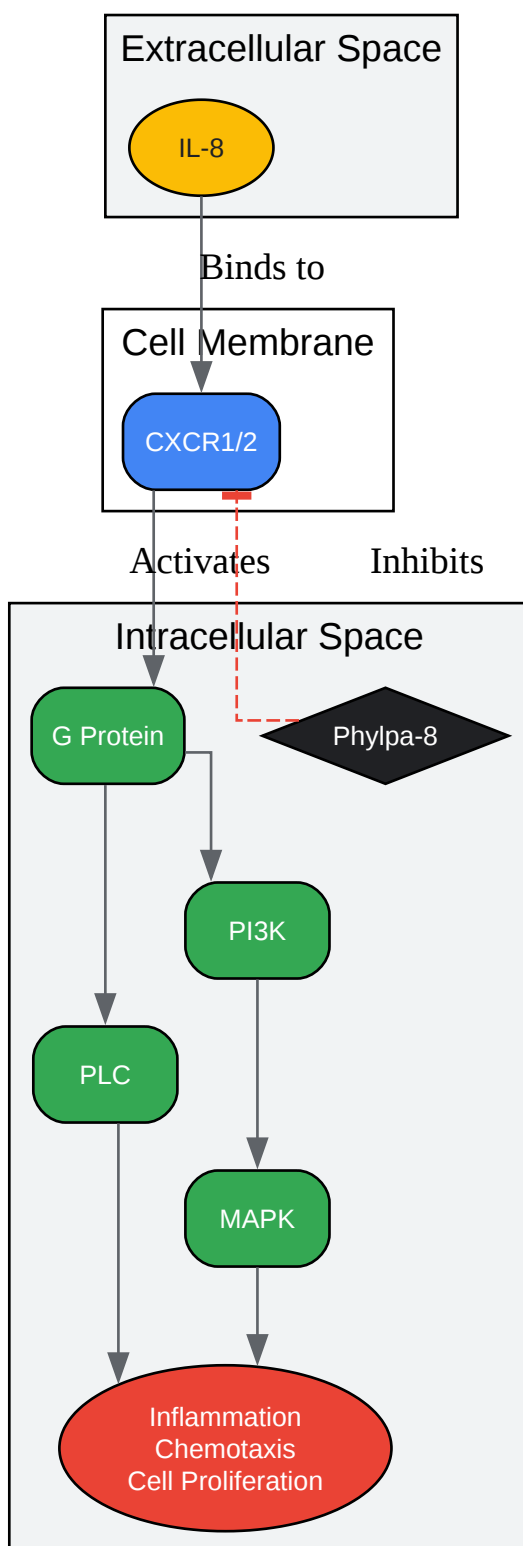 Extracellular Space
IL-8
Binds to
Cell Membrane
CXCR1/2
Activates
Inhibits
Intracellular Space
G Protein
Phylpa-8
PI3K
PLC
MAPK
Inflammation
Chemotaxis
Cell Proliferation